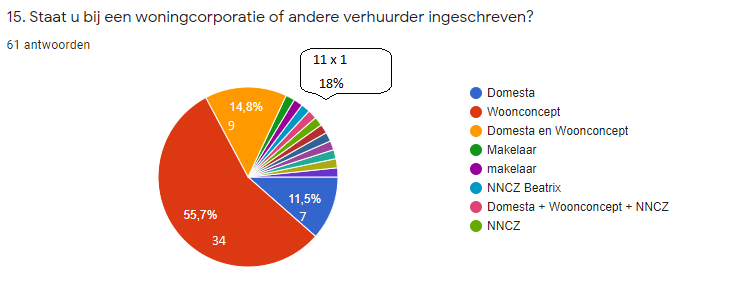 15. Staat u bij een woningcorporatie of andere verhuurder ingeschreven?
61 antwoorden
11 x 1
18%
14,8%
9
11,5%
7
55,7%
34
Domesta
Woonconcept
Domesta en Woonconcept
Makelaar
makelaar
NNCZ Beatrix
Domesta + Woonconcept + NNCZ
NNCZ